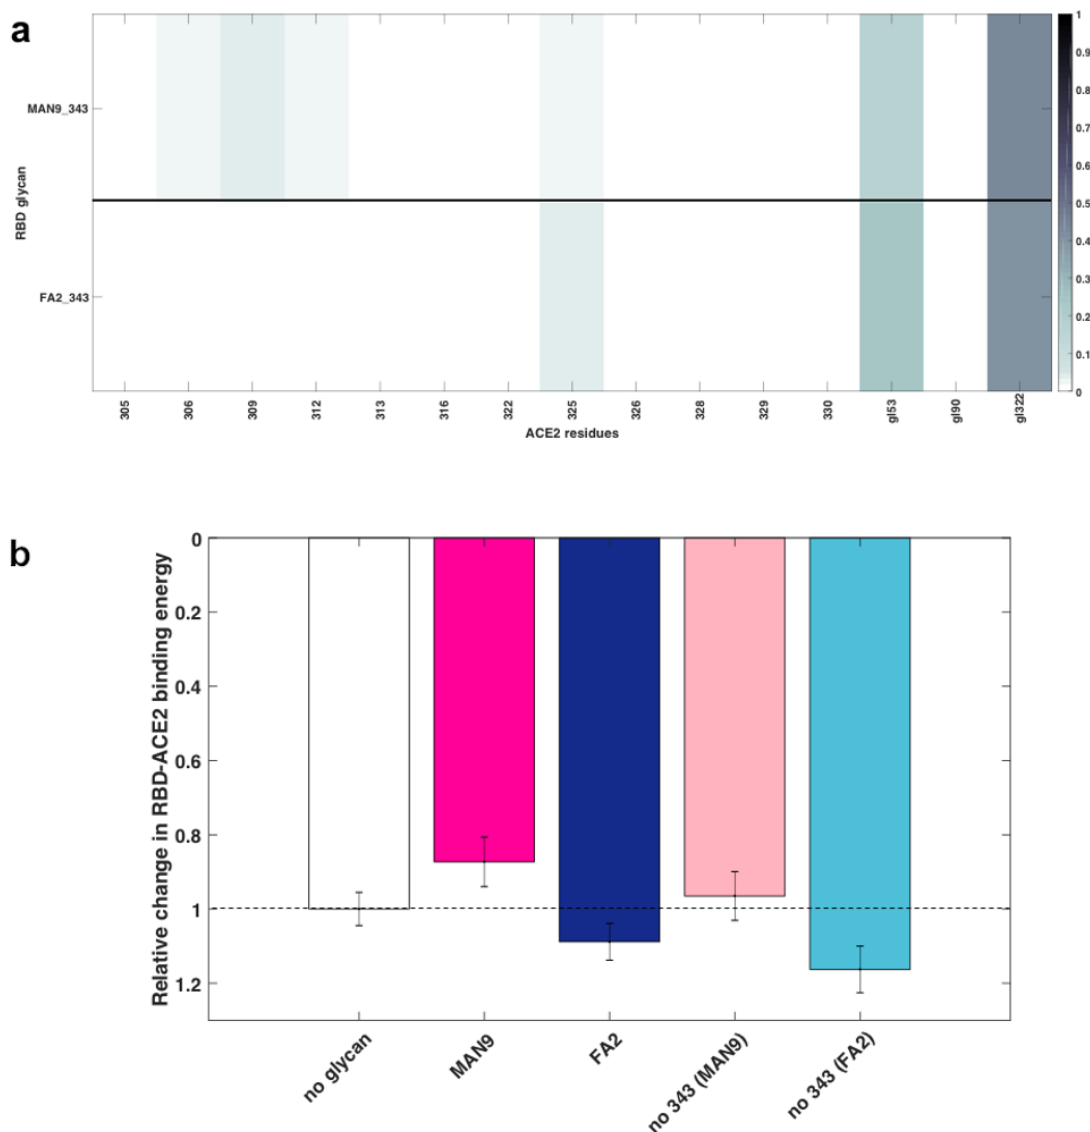 a
MAN9_343
FA2_343
RBD glycan
1
0.9
0.8
0.7
0.6
0.5
0.4
0.3
0.2
0.1
0
305 306 309 312 313 316 322 325 326 328 329 330 gl53 gl90 gl322
ACE2 residues
b
Relative change in RBD-ACE2 binding energy
0
0.2
0.4
0.6
0.8
1
1.2
no glycan MAN9 FA2 no 343 (MAN9) no 343 (FA2)